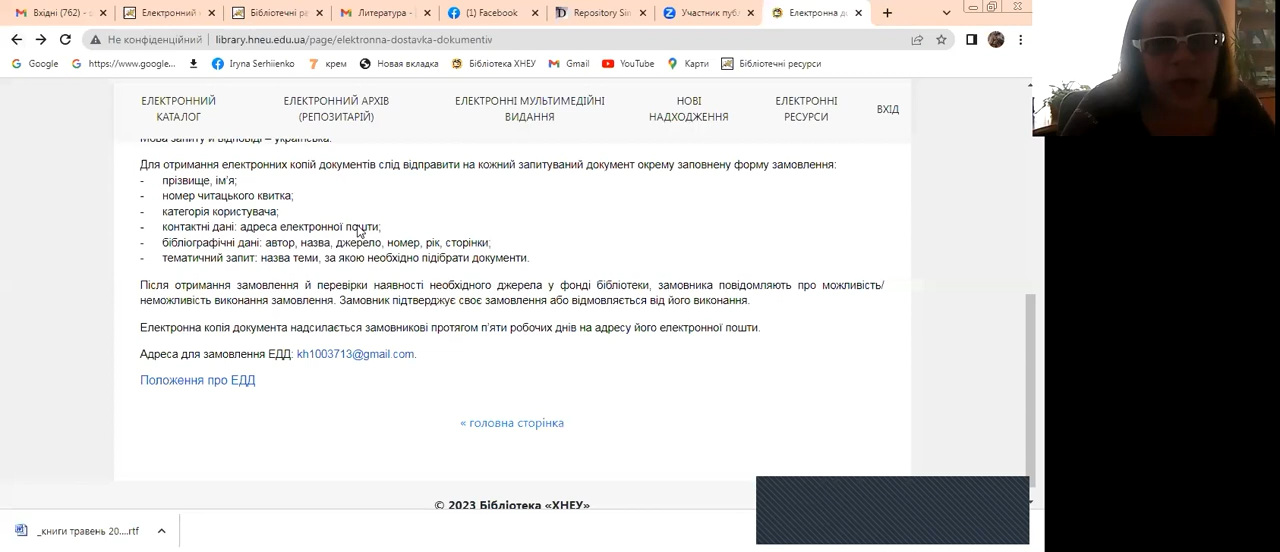 Вхідні (762) -
Електронний
Бібліотечні ре
Литература -
(1) Facebook
Repository Sin
Участник пуб
Електронна д
Не конфіденційний | library.hneu.edu.ua/page/elektronna-dostavka-dokumentiv
Google
https://www.google...
Iryna Serhiienko
крем
Новая вкладка
Бібліотека ХНЕУ
Gmail
YouTube
Карти
Бібліотечні ресурси
ЕЛЕКТРОННИЙ КАТАЛОГ
ЕЛЕКТРОННИЙ АРХІВ (РЕПОЗИТАРІЙ)
ЕЛЕКТРОННІ МУЛЬТИМЕДІЙНІ ВИДАННЯ
НОВІ НАДХОДЖЕННЯ
ЕЛЕКТРОННІ РЕСУРСИ
ВХІД
Мова запиту й відповіді – українська.
Для отримання електронних копій документів слід відправити на кожний запитуваний документ окрему заповнену форму замовлення:
- прізвище, ім’я;
- номер читацького квитка;
- категорія користувача;
- контактні дані: адреса електронної пошти;
- бібліографічні дані: автор, назва, джерело, номер, рік, сторінки;
- тематичний запит: назва теми, за якою необхідно підібрати документи.
Після отримання замовлення й перевірки наявності необхідного джерела у фонді бібліотеки, замовника повідомляють про можливість/
неможливість виконання замовлення. Замовник підтверджує своє замовлення або відмовляється від його виконання.
Електронна копія документа надсилається замовникові протягом п’яти робочих днів на адресу його електронної пошти.
Адреса для замовлення ЕДД: kh1003713@gmail.com.
Положення про ЕДД
« головна сторінка
© 2023 Бібліотека «ХНЕУ»
_книги травень 20....rtf